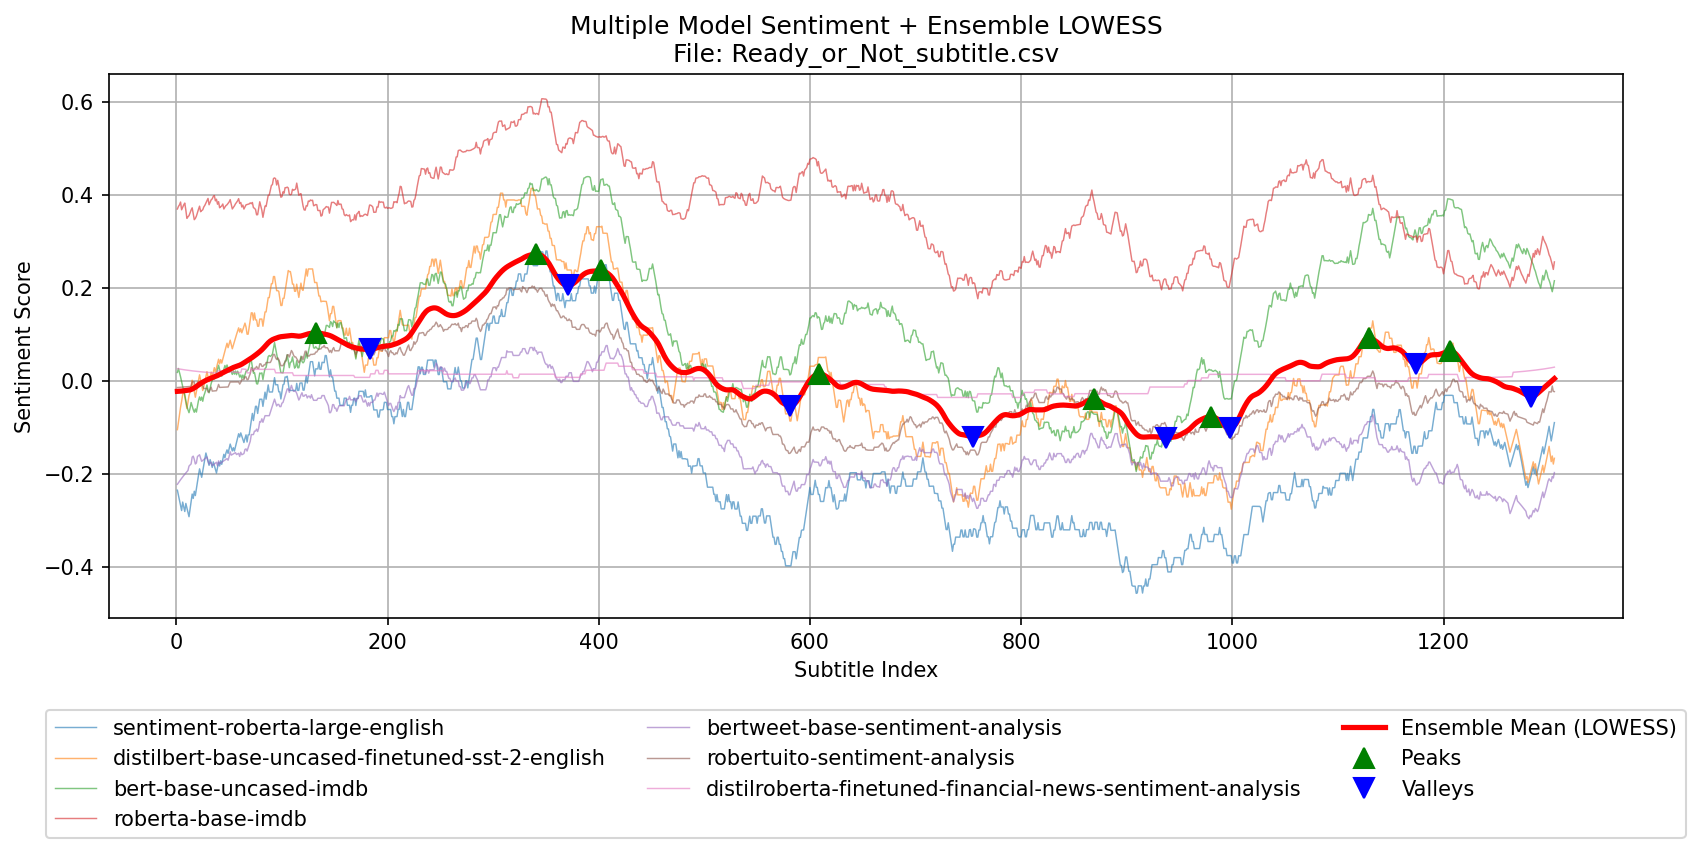 Multiple Model Sentiment + Ensemble LOWESS
File: Ready_or_Not_subtitle.csv
Sentiment Score
0.6
0.4
0.2
0.0
−0.2
−0.4
0 200 400 600 800 1000 1200
Subtitle Index
sentiment-roberta-large-english
distilbert-base-uncased-finetuned-sst-2-english
bert-base-uncased-imdb
roberta-base-imdb
bertweet-base-sentiment-analysis
robertuito-sentiment-analysis
distilroberta-finetuned-financial-news-sentiment-analysis
Ensemble Mean (LOWESS)
Peaks
Valleys